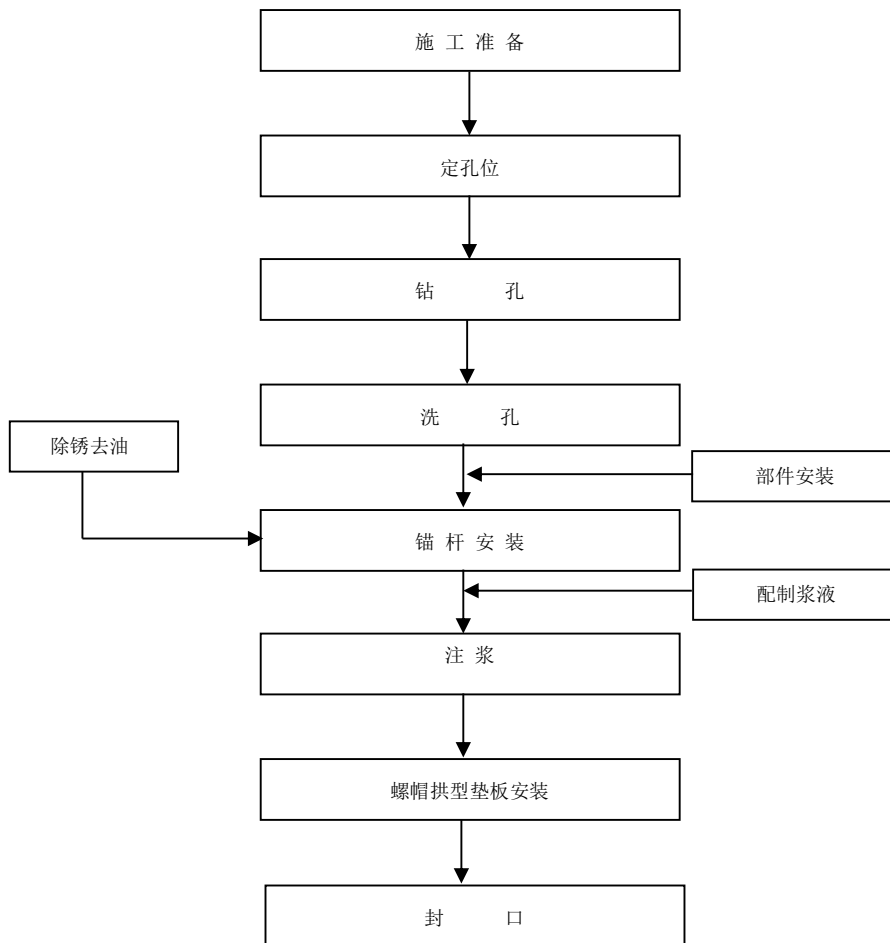 施 工 准 备
定孔位
钻 孔
洗 孔
除锈去油
部件安装
锚 杆 安 装
配制浆液
注 浆
螺帽拱型垫板安装
封 口